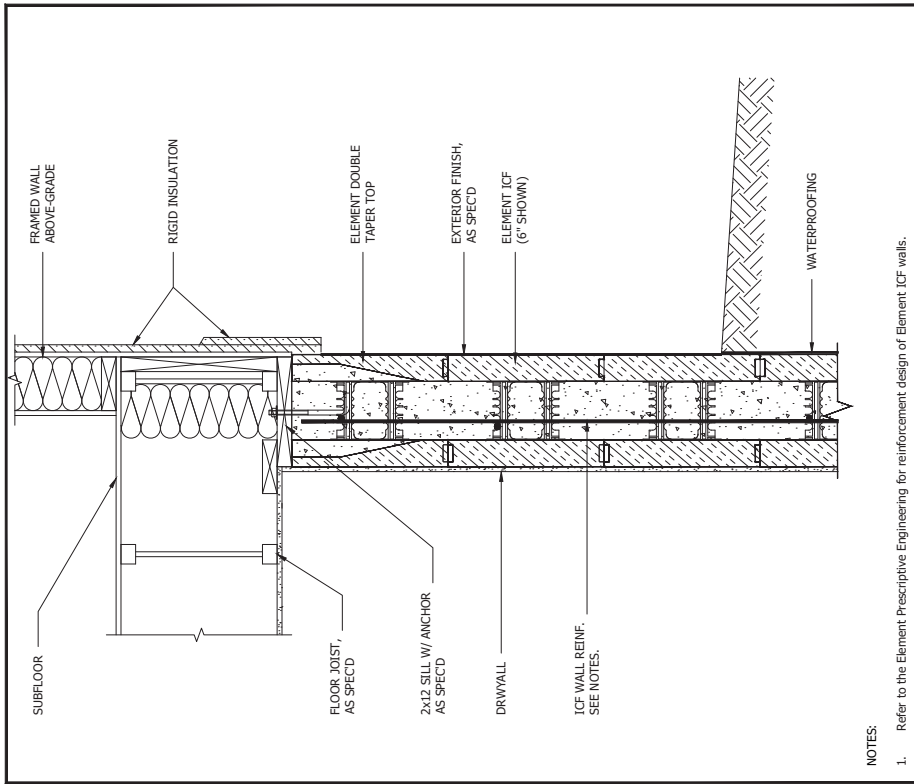 SUBFLOOR
FLOOR JOIST,
AS SPEC'D
2x12 SILL W/ ANCHOR
AS SPEC'D
DRWYALL
ICF WALL REINF.
SEE NOTES.
FRAMED WALL
ABOVE-GRADE
RIGID INSULATION
ELEMENT DOUBLE
TAPER TOP
EXTERIOR FINISH,
AS SPEC'D
ELEMENT ICF
(6" SHOWN)
WATERPROOFING
NOTES:
1. Refer to the Element Prescriptive Engineering for reinforcement design of Element ICF walls.